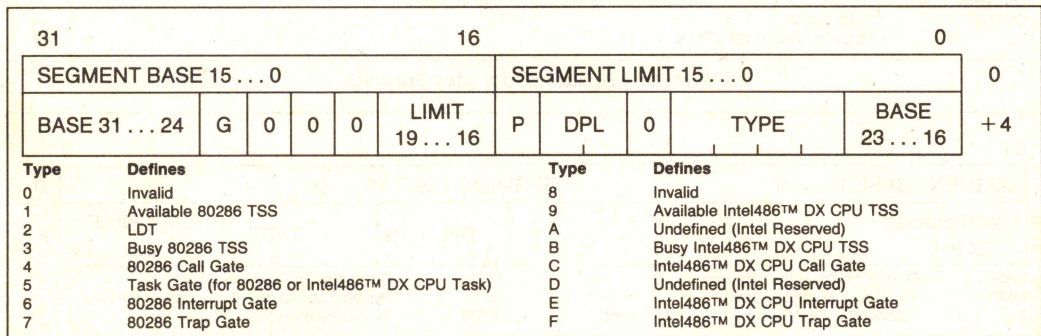 31 16 0
SEGMENT BASE 15 . . . 0 SEGMENT LIMIT 15 . . . 0 0
BASE 31 . . . 24 G 0 0 0 LIMIT 19 . . . 16 P DPL 0 TYPE BASE 23 . . . 16 +4
Type Defines Type Defines
0 Invalid 8 Invalid
1 Available 80286 TSS 9 Available Intel486™ DX CPU TSS
2 LDT A Undefined (Intel Reserved)
3 Busy 80286 TSS B Busy Intel486™ DX CPU TSS
4 80286 Call Gate C Intel486™ DX CPU Call Gate
5 Task Gate (for 80286 or Intel486™ DX CPU Task) D Undefined (Intel Reserved)
6 80286 Interrupt Gate E Intel486™ DX CPU Interrupt Gate
7 80286 Trap Gate F Intel486™ DX CPU Trap Gate